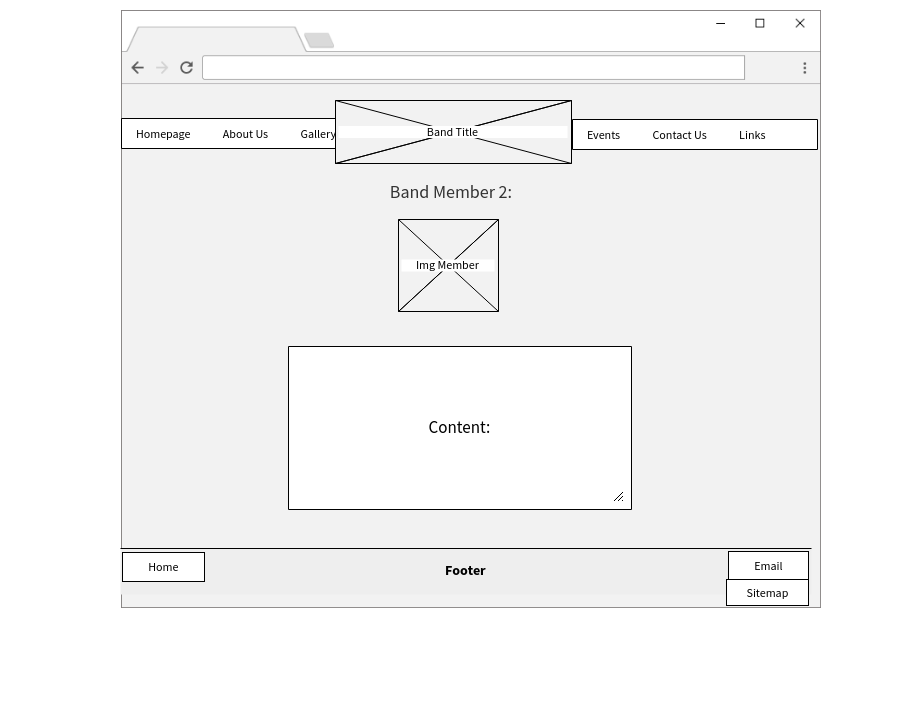 Homepage About Us Gallery Band Title Events Contact Us Links
Band Member 2:
Img Member
Content:
Home Footer Email
Sitemap